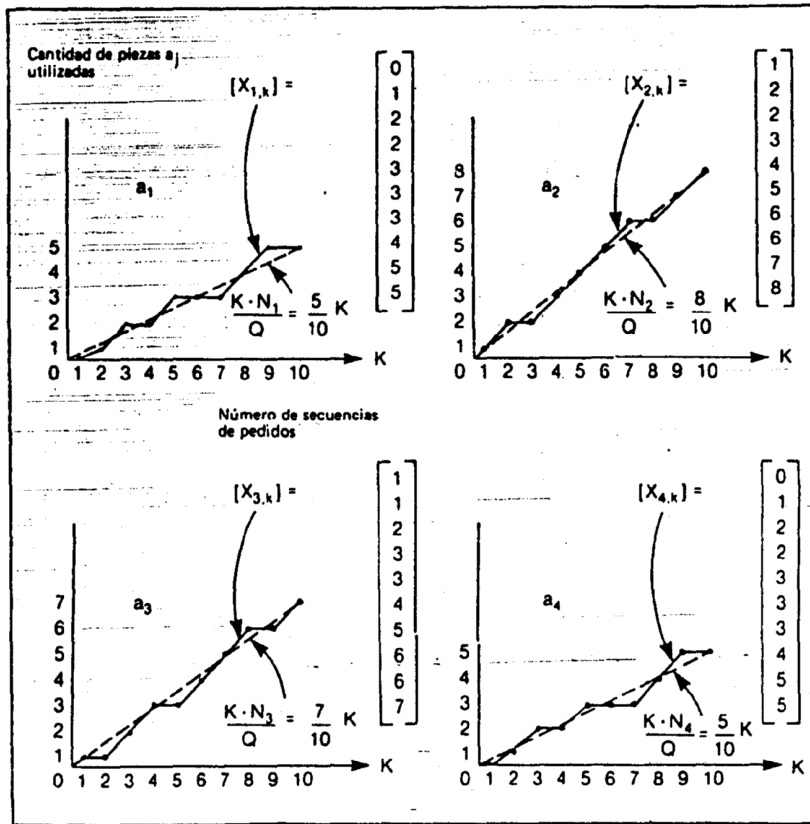 Cantidad de piezas aj
utilizadas
[X1,k] =
0
1
2
2
3
3
3
4
5
5
a1
5
4
3
2
1
0
1 2 3 4 5 6 7 8 9 10
K
K · N1 / Q = 5/10 K
[X2,k] =
1
2
2
3
4
5
6
6
7
8
a2
8
7
6
5
4
3
2
1
0
1 2 3 4 5 6 7 8 9 10
K
K · N2 / Q = 8/10 K
Número de secuencias
de pedidos
[X3,k] =
1
1
2
3
3
4
5
6
6
7
a3
7
6
5
4
3
2
1
0
1 2 3 4 5 6 7 8 9 10
K
K · N3 / Q = 7/10 K
[X4,k] =
0
1
2
2
3
3
3
4
5
5
a4
5
4
3
2
1
0
1 2 3 4 5 6 7 8 9 10
K
K · N4 / Q = 5/10 K